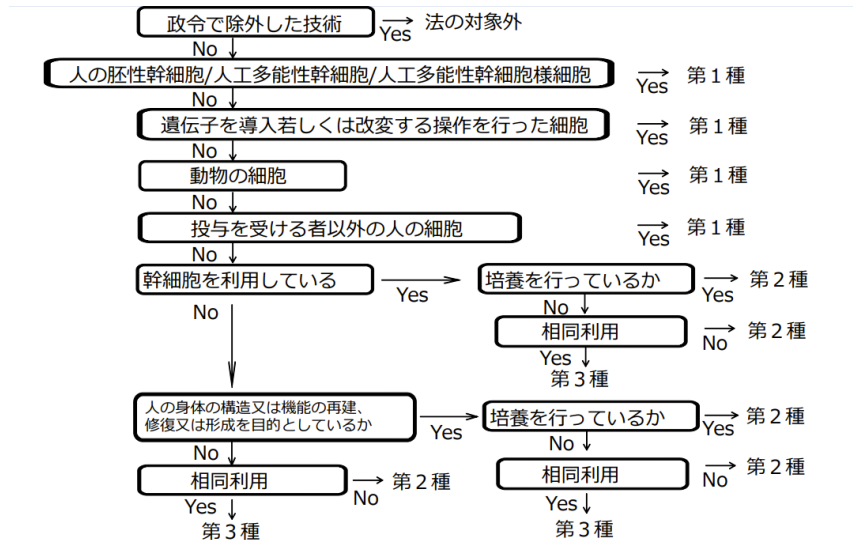 政令で除外した技術
Yes
法の対象外
No
人の胚性幹細胞/人工多能性幹細胞/人工多能性幹細胞様細胞
Yes
第１種
No
遺伝子を導入若しくは改変する操作を行った細胞
Yes
第１種
No
動物の細胞
Yes
第１種
No
投与を受ける者以外の人の細胞
Yes
第１種
No
幹細胞を利用している
Yes
培養を行っているか
Yes
第２種
No
No
相同利用
No
第２種
Yes
第３種
人の身体の構造又は機能の再建、
修復又は形成を目的としているか
Yes
培養を行っているか
Yes
第２種
No
No
相同利用
No
第２種
相同利用
No
第２種
Yes
第３種
Yes
第３種